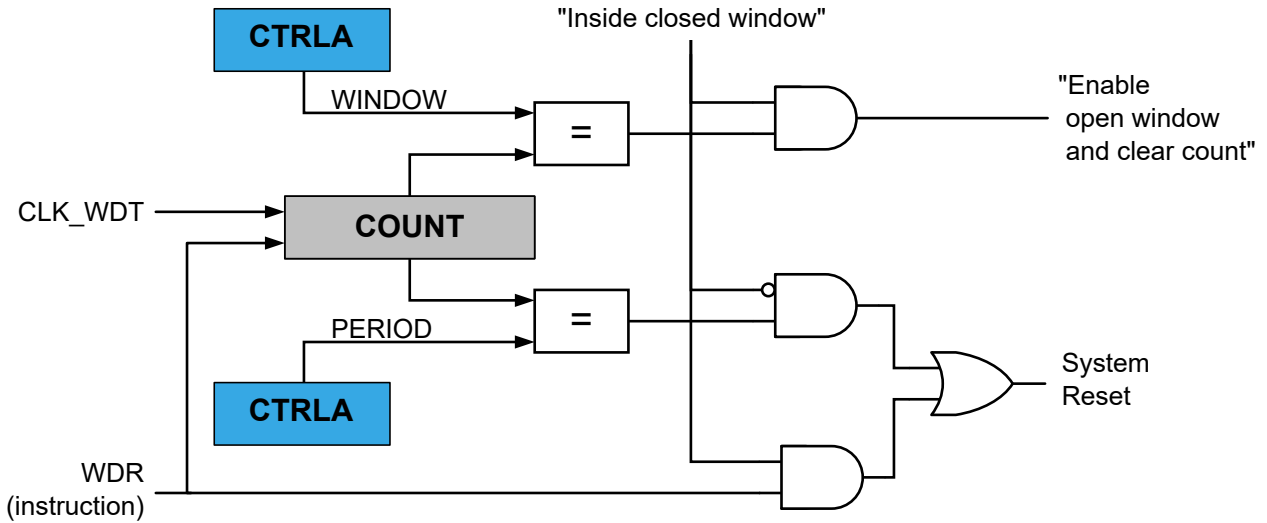 "Inside closed window"
CTRLA
WINDOW
=
"Enable
open window
and clear count"
CLK_WDT
COUNT
PERIOD
=
CTRLA
System
Reset
WDR
(instruction)